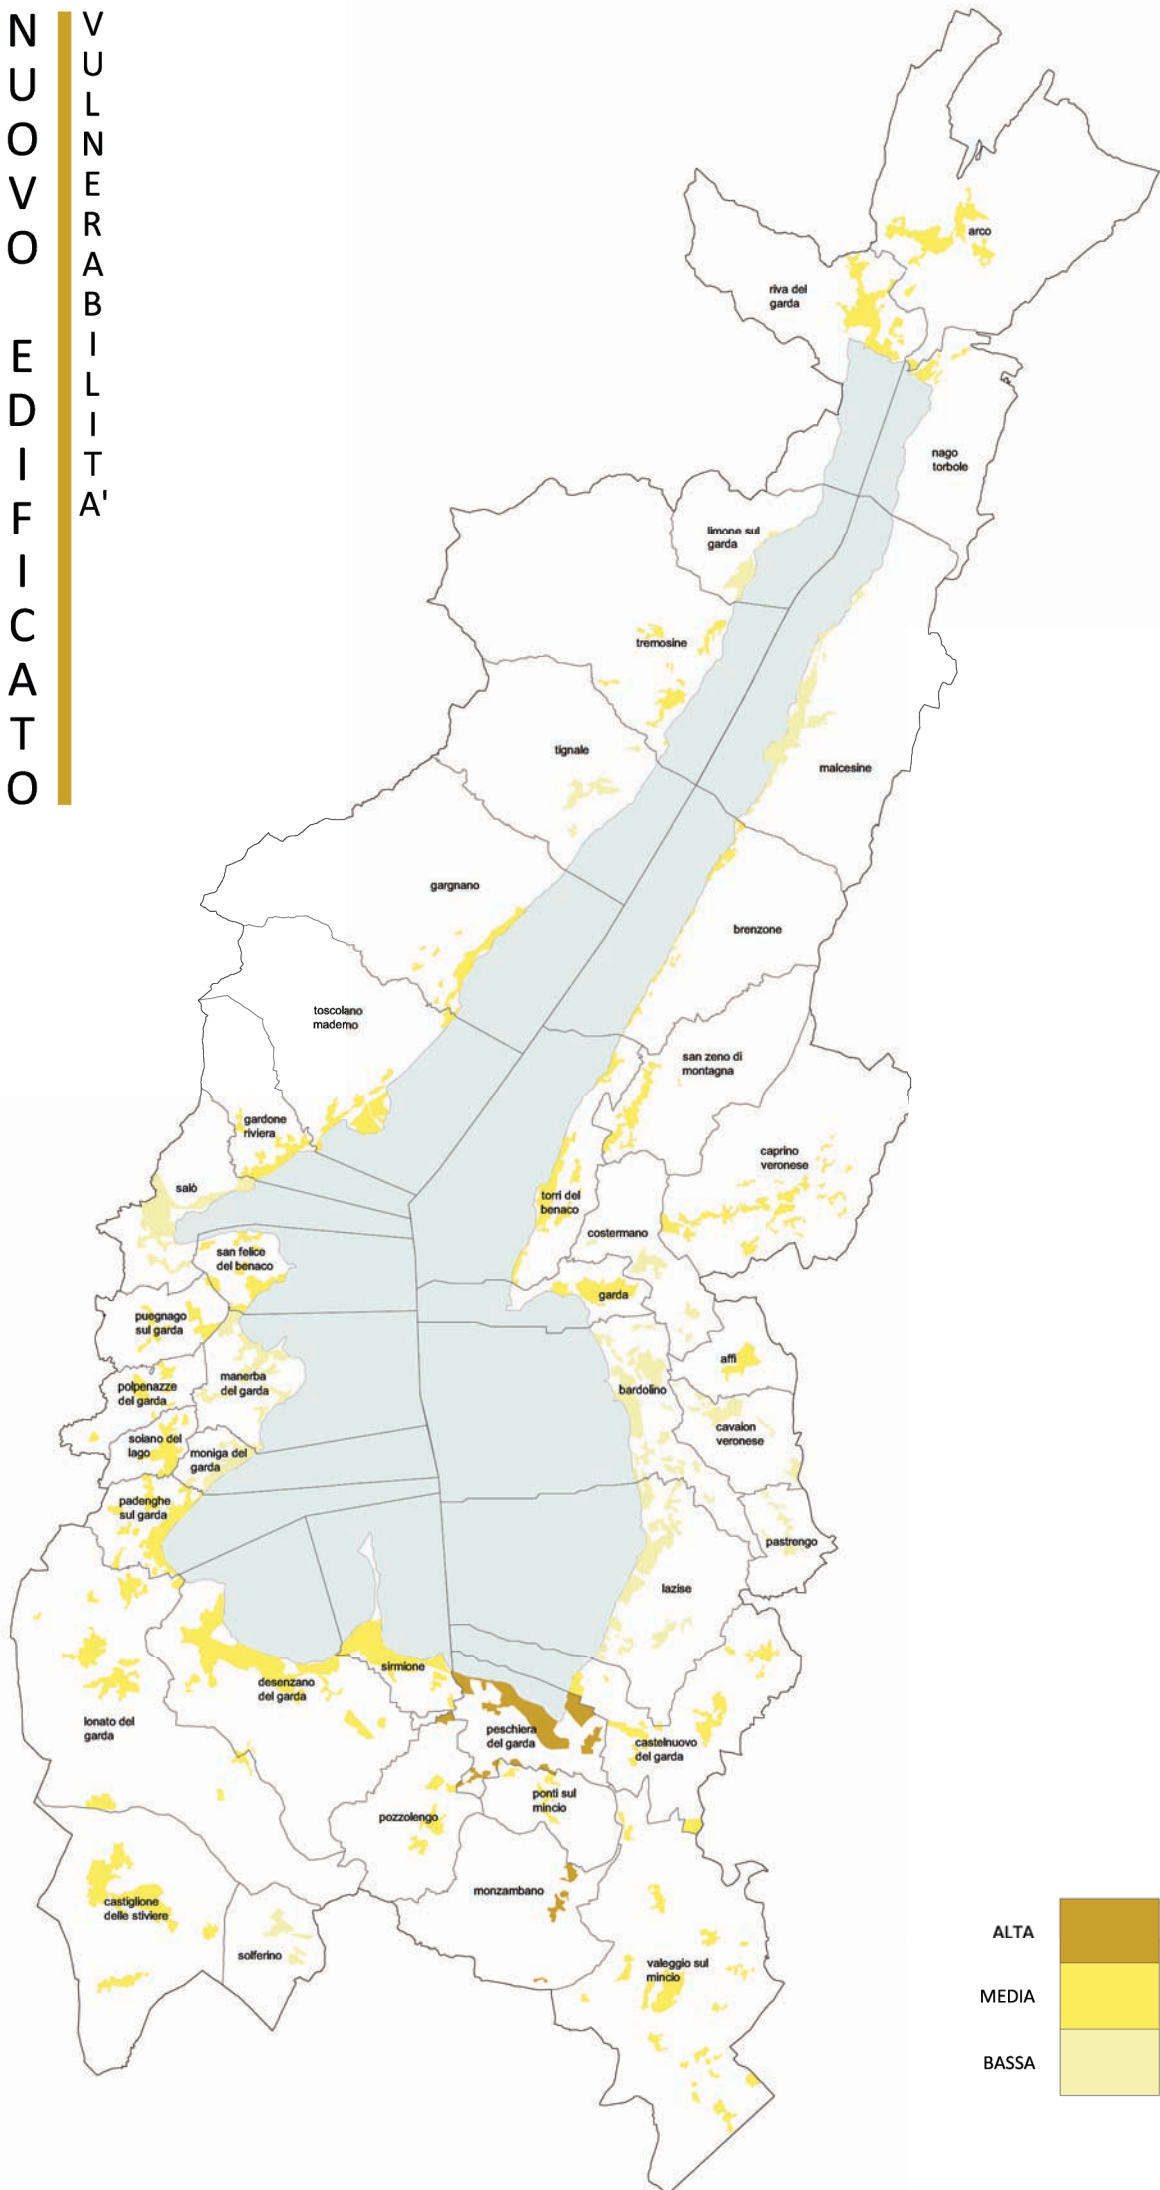 NUOVO EDIFICATO
VULNERABILITA'
arco
riva del
garda
nago
torbole
limone sul
garda
tremosine
tignale
malcesine
gargnano
brenzone
toscolano
maderno
san zeno di
montagna
gardone
riviera
caprino
veronese
salò
torri del
benaco
costermano
san felice
del benaco
garda
puegnago
sul garda
affi
manerba
del garda
polpenazze
del garda
bardolino
cavaion
veronese
soiano del
lago
moniga del
garda
padenghe
sul garda
pastrengo
lazise
sirmione
desenzano
del garda
lonato del
garda
peschiera
del garda
castelnuovo
del garda
ponti sul
mincio
pozzolengo
monzambano
castiglione
delle stiviere
solferino
valeggio sul
mincio
ALTA
MEDIA
BASSA